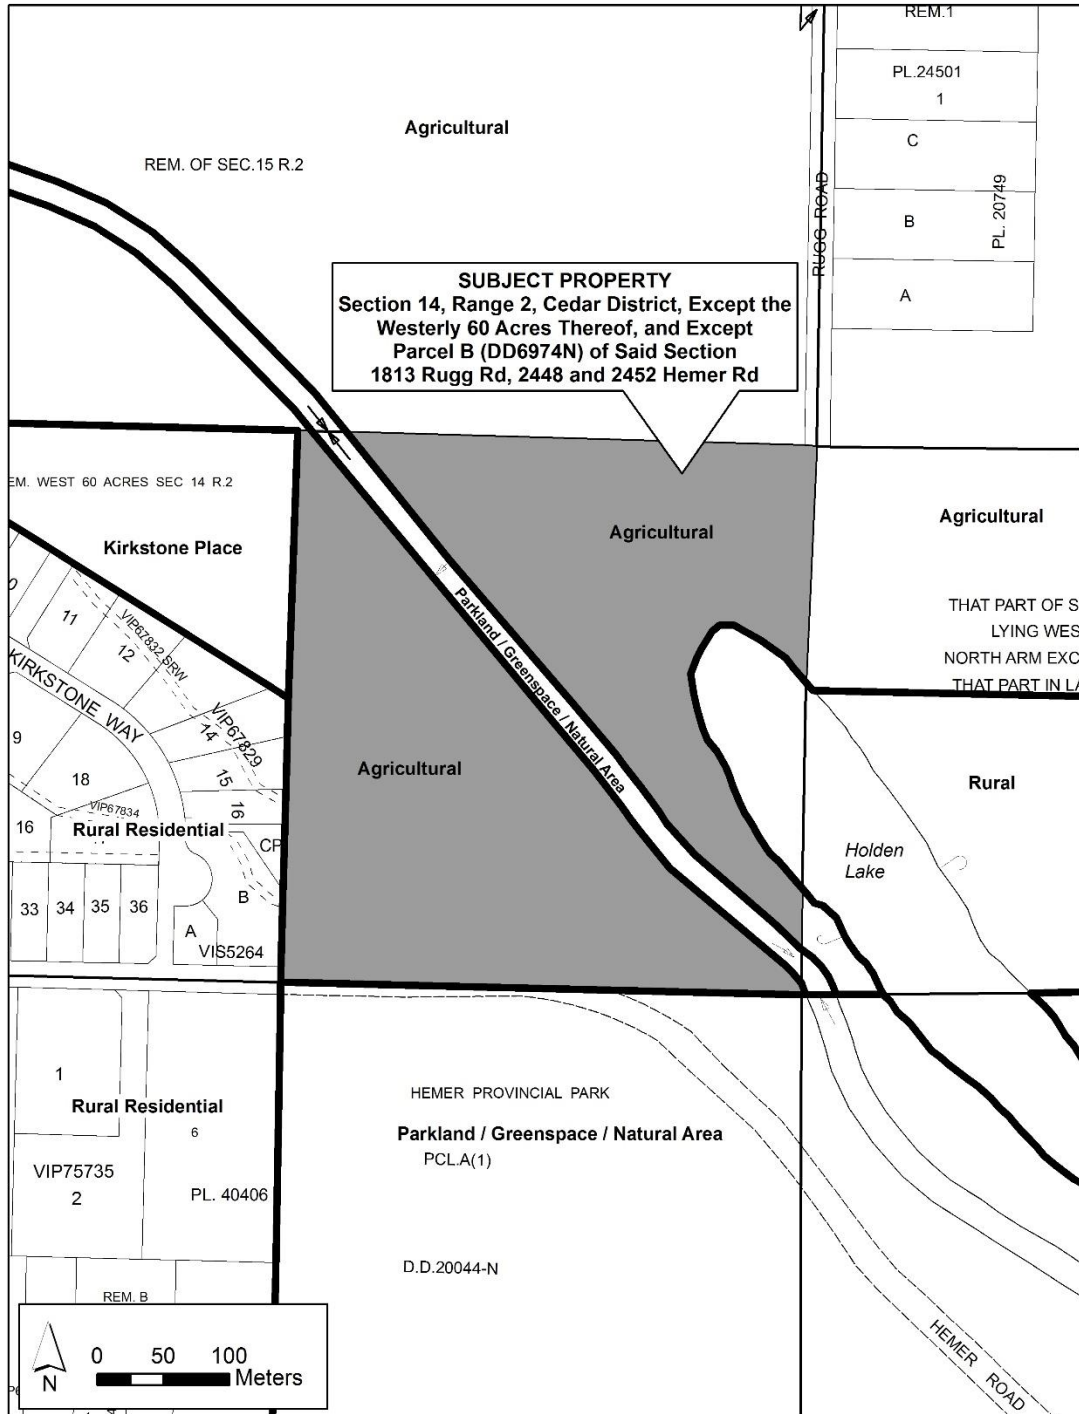 REM.1
PL.24501
1
Agricultural
C
REM. OF SEC.15 R.2
RUGG ROAD
PL. 20749
B
A
SUBJECT PROPERTY
Section 14, Range 2, Cedar District, Except the
Westerly 60 Acres Thereof, and Except
Parcel B (DD6974N) of Said Section
1813 Rugg Rd, 2448 and 2452 Hemer Rd
EM. WEST 60 ACRES SEC 14 R.2
Agricultural
Agricultural
Kirkstone Place
THAT PART OF S
LYING WES
NORTH ARM EXC
THAT PART IN LA
11
VIP67832 SRW
12
Parkland / Greenspace / Natural Area
KIRKSTONE WAY
VIP67829
14
9
15
Agricultural
Rural
18
VIP67834
16
16
Rural Residential
CP
Holden
Lake
33
34
35
36
B
A
VIS5264
1
HEMER PROVINCIAL PARK
Rural Residential
6
Parkland / Greenspace / Natural Area
PCL.A(1)
VIP75735
2
PL. 40406
D.D.20044-N
REM. B
HEMER ROAD
N
0 50 100
Meters